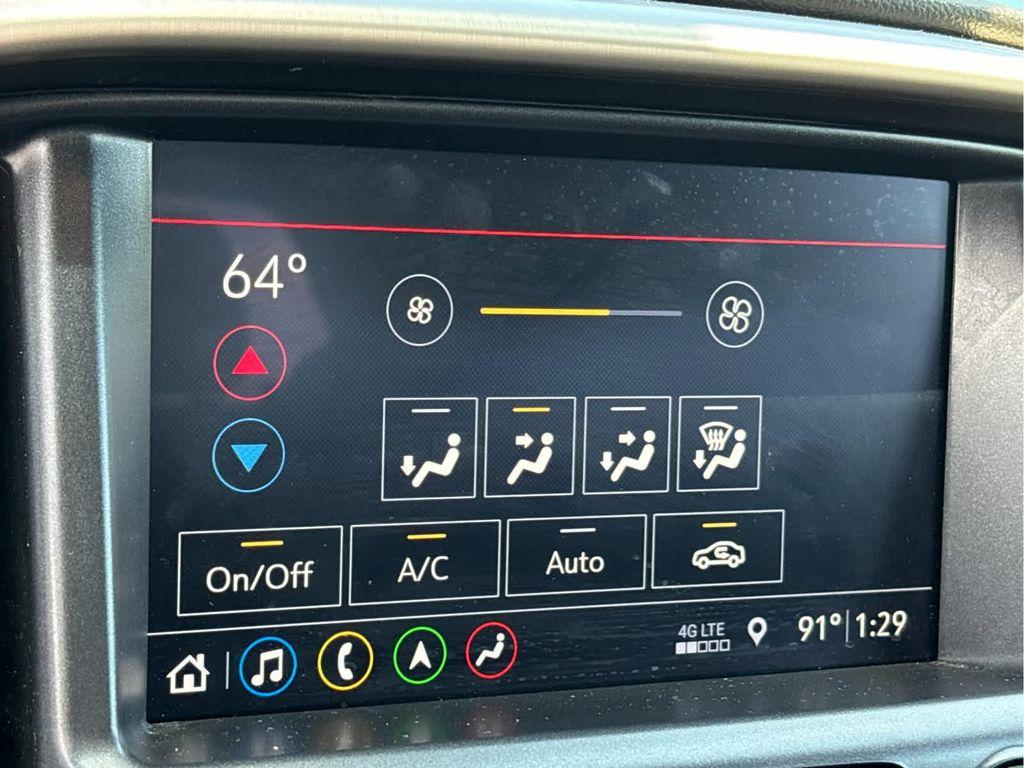 64°
On/Off
A/C
Auto
4G LTE
91° 1:29